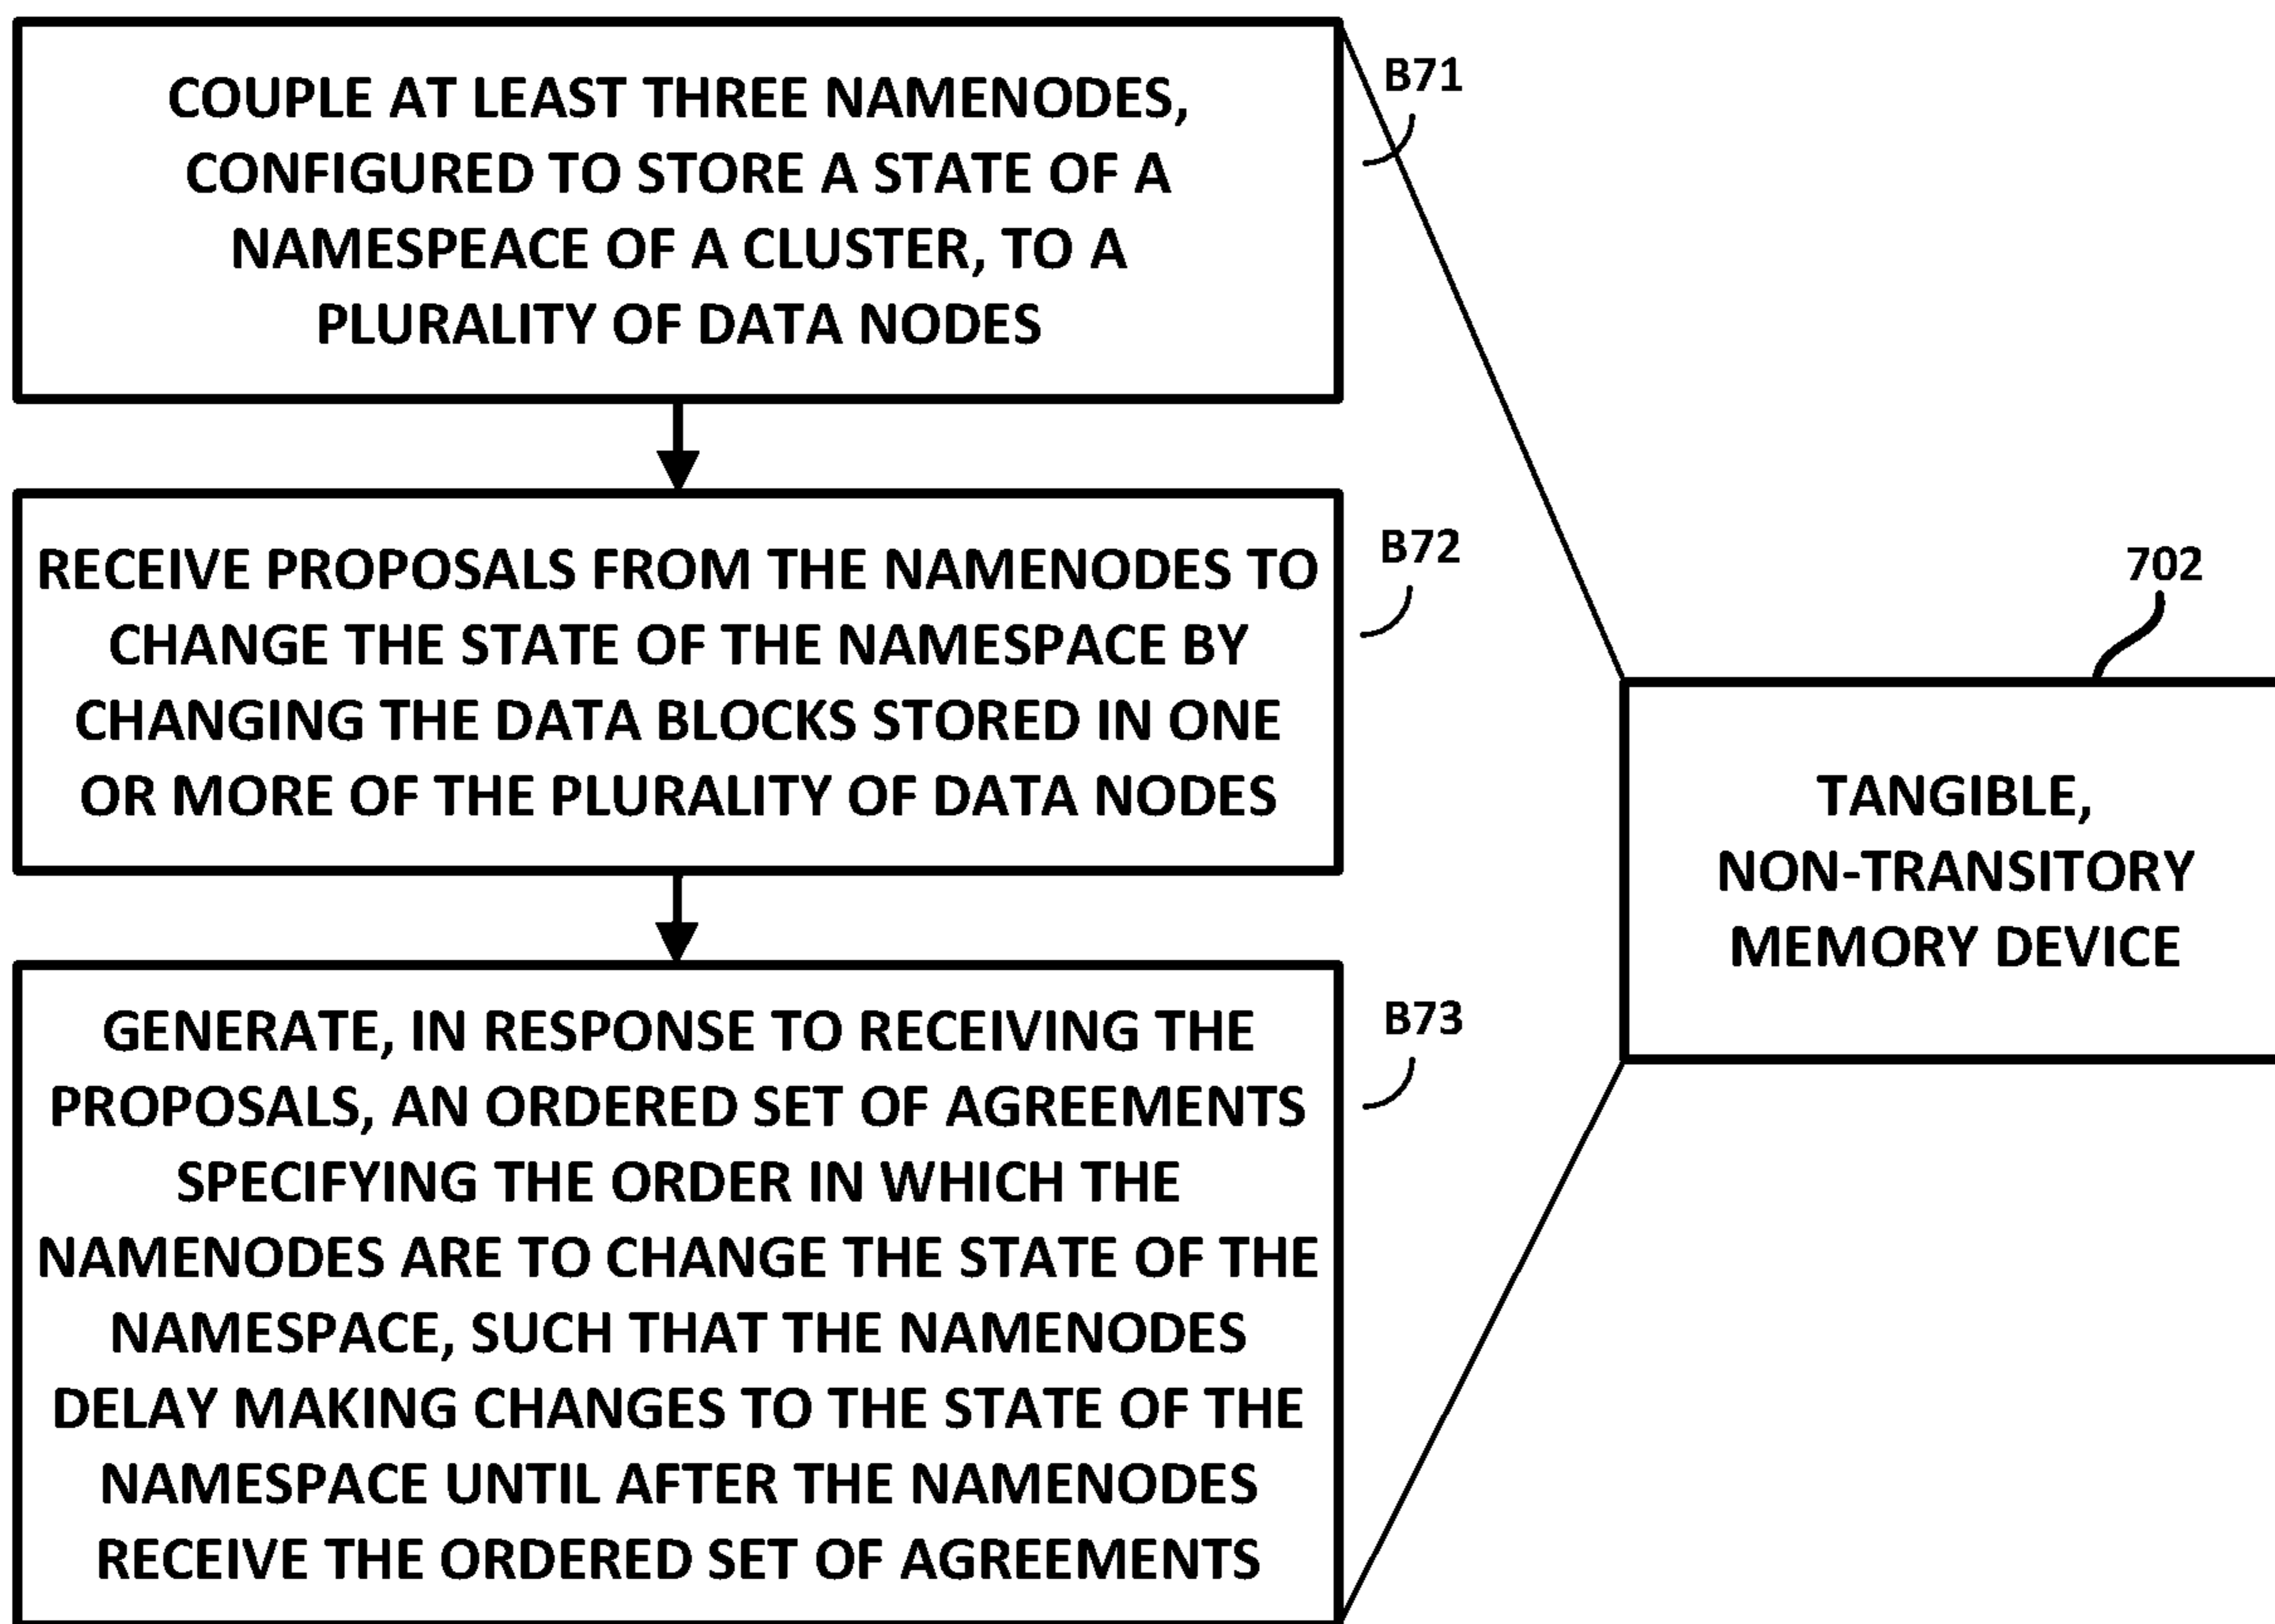 COUPLE AT LEAST THREE NAMENODES,
CONFIGURED TO STORE A STATE OF A
NAMESPEACE OF A CLUSTER, TO A
PLURALITY OF DATA NODES
B71
RECEIVE PROPOSALS FROM THE NAMENODES TO
CHANGE THE STATE OF THE NAMESPACE BY
CHANGING THE DATA BLOCKS STORED IN ONE
OR MORE OF THE PLURALITY OF DATA NODES
B72
GENERATE, IN RESPONSE TO RECEIVING THE
PROPOSALS, AN ORDERED SET OF AGREEMENTS
SPECIFYING THE ORDER IN WHICH THE
NAMENODES ARE TO CHANGE THE STATE OF THE
NAMESPACE, SUCH THAT THE NAMENODES
DELAY MAKING CHANGES TO THE STATE OF THE
NAMESPACE UNTIL AFTER THE NAMENODES
RECEIVE THE ORDERED SET OF AGREEMENTS
B73
702
TANGIBLE,
NON-TRANSITORY
MEMORY DEVICE